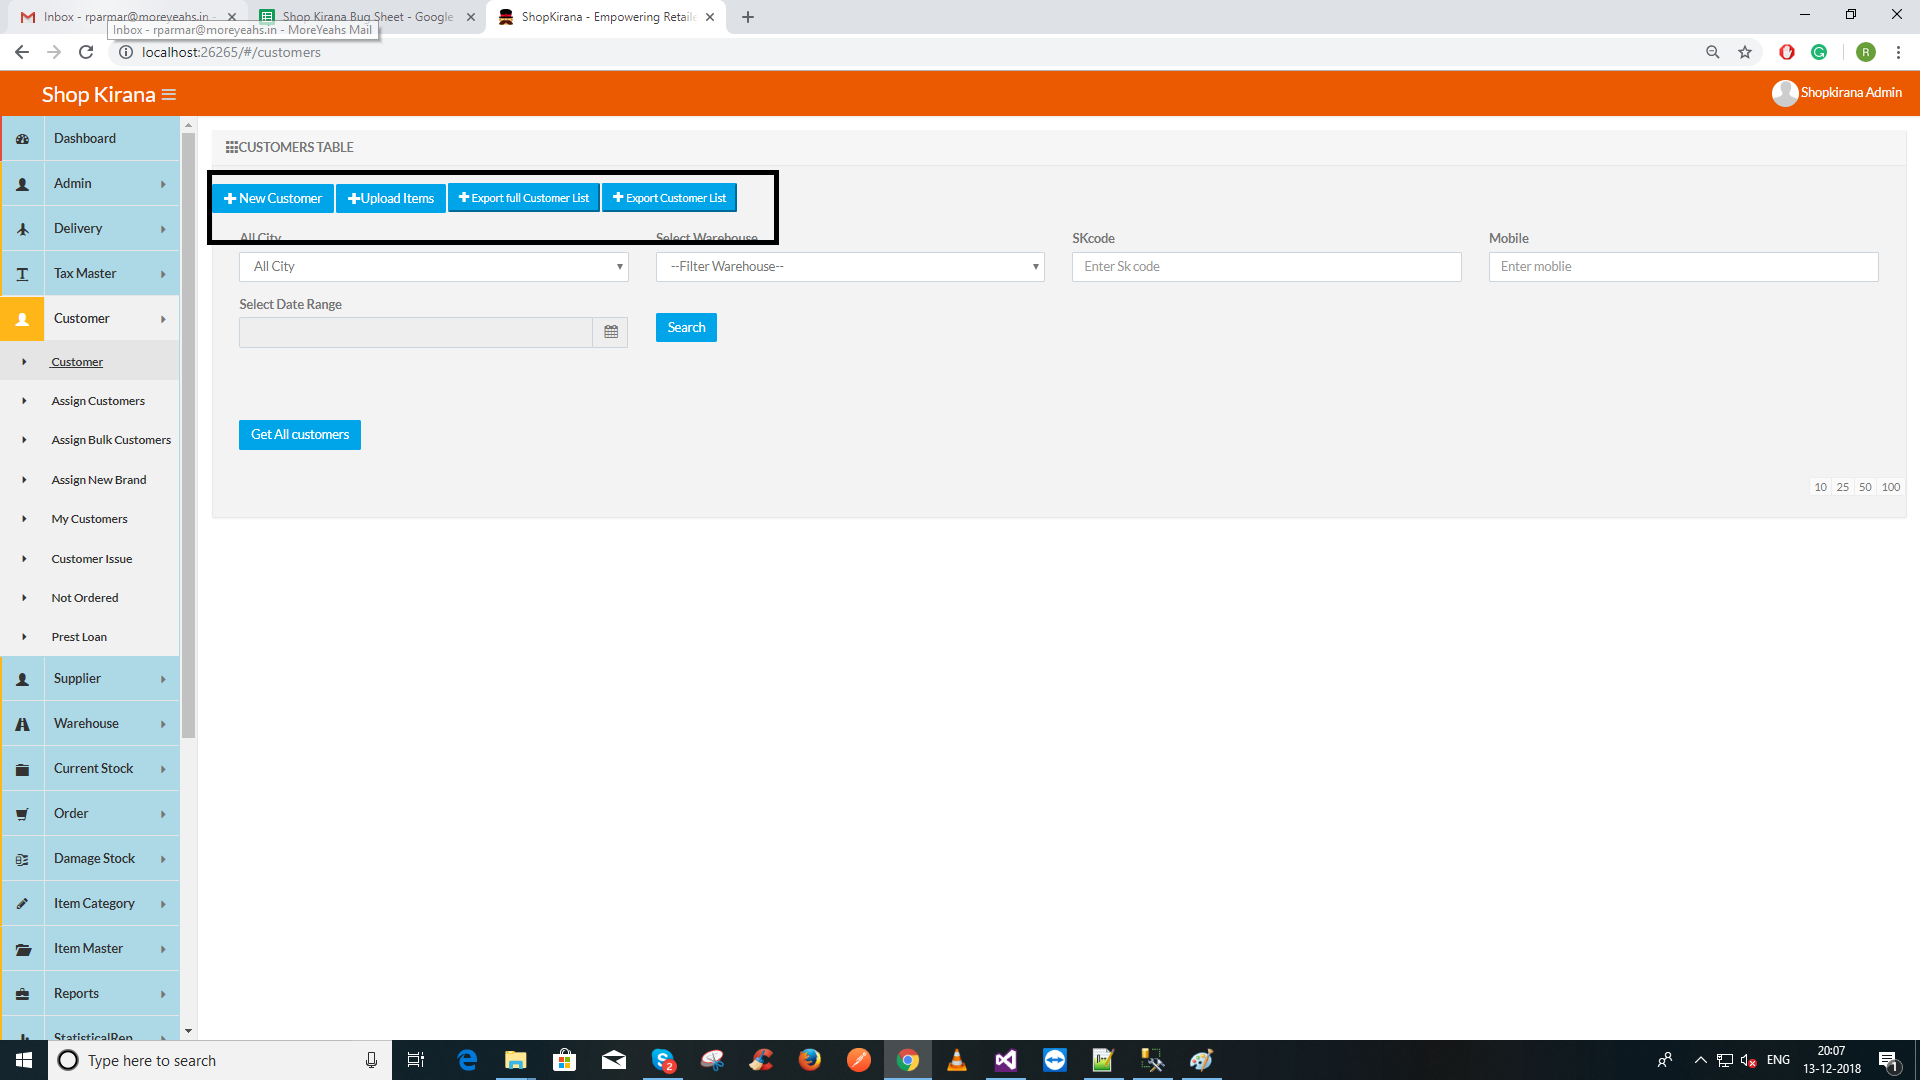 Inbox - rparmar@moreyeahs.in -
Shop Kirana Bug Sheet - Google
ShopKirana - Empowering Retaile
Inbox - rparmar@moreyeahs.in - MoreYeahs Mail
localhost:26265/#/customers
R
Shop Kirana
Shopkirana Admin
Dashboard
Admin
Delivery
Tax Master
Customer
Customer
Assign Customers
Assign Bulk Customers
Assign New Brand
My Customers
Customer Issue
Not Ordered
Prest Loan
Supplier
Warehouse
Current Stock
Order
Damage Stock
Item Category
Item Master
Reports
StatisticalRep
CUSTOMERS TABLE
New Customer
Upload Items
Export full Customer List
Export Customer List
All City
Select Warehouse
SKcode
Mobile
All City
--Filter Warehouse--
Enter Sk code
Enter moblie
Select Date Range
Search
Get All customers
10 25 50 100
Type here to search
2
ENG
20:07
13-12-2018
1